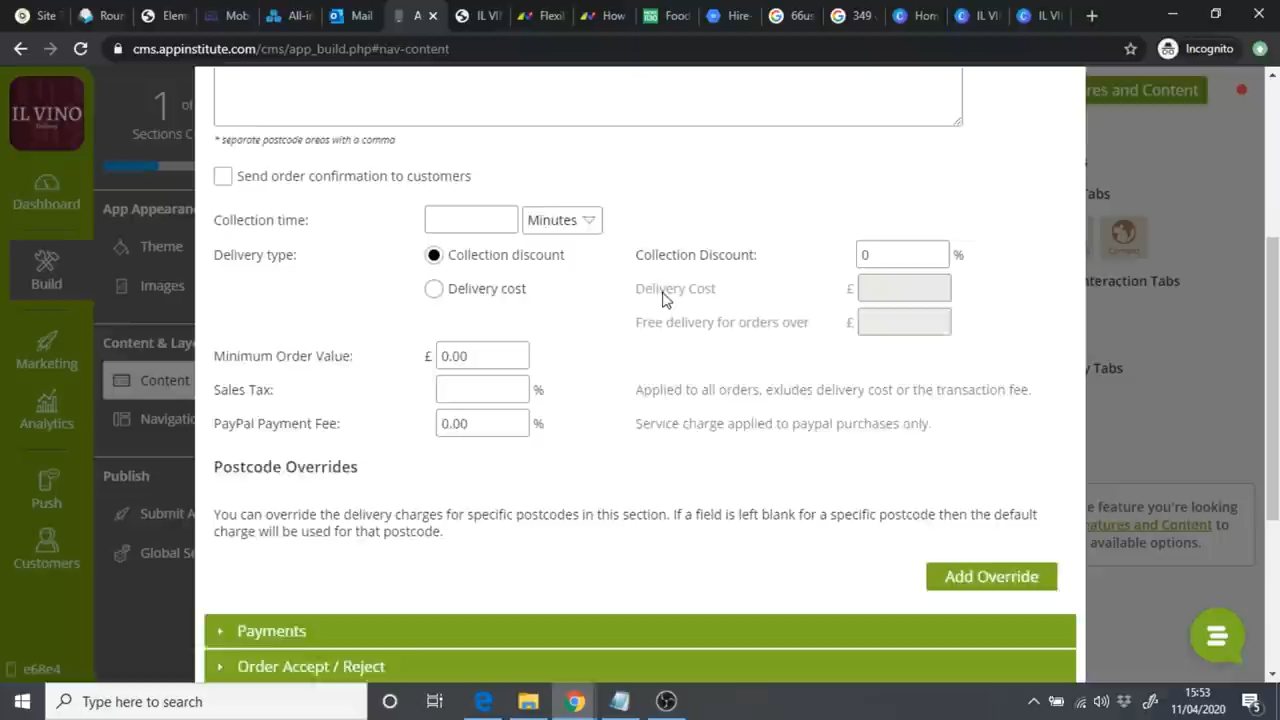 Site
Rour
Elem
Mob
All-i
Mail
A
IL VI
Flexi
How
Food
Hire-
66us
349
Hom
IL VI
IL VI
cms.appinstitute.com/cms/app_build.php#nav-content
Incognito
IL VINO
1 of
Sections C
res and Content
* separate postcode areas with a comma
Send order confirmation to customers
Dashboard
App Appearan
Tabs
Collection time:
Minutes
Theme
Delivery type:
Collection discount
Collection Discount:
0
%
Build
Images
Delivery cost
Delivery Cost
£
nteraction Tabs
Free delivery for orders over
£
Content & Lay
Minimum Order Value:
£
0.00
Marketing
Content
y Tabs
Sales Tax:
%
Applied to all orders, exludes delivery cost or the transaction fee.
Navigatio
Analytics
PayPal Payment Fee:
0.00
%
Service charge applied to paypal purchases only.
Postcode Overrides
Publish
Push
Submit A
You can override the delivery charges for specific postcodes in this section. If a field is left blank for a specific postcode then the default
charge will be used for that postcode.
e feature you're looking
atures and Content to
available options.
Global Se
Customers
Add Override
Payments
Order Accept / Reject
e68e4
Type here to search
15:53
11/04/2020
5